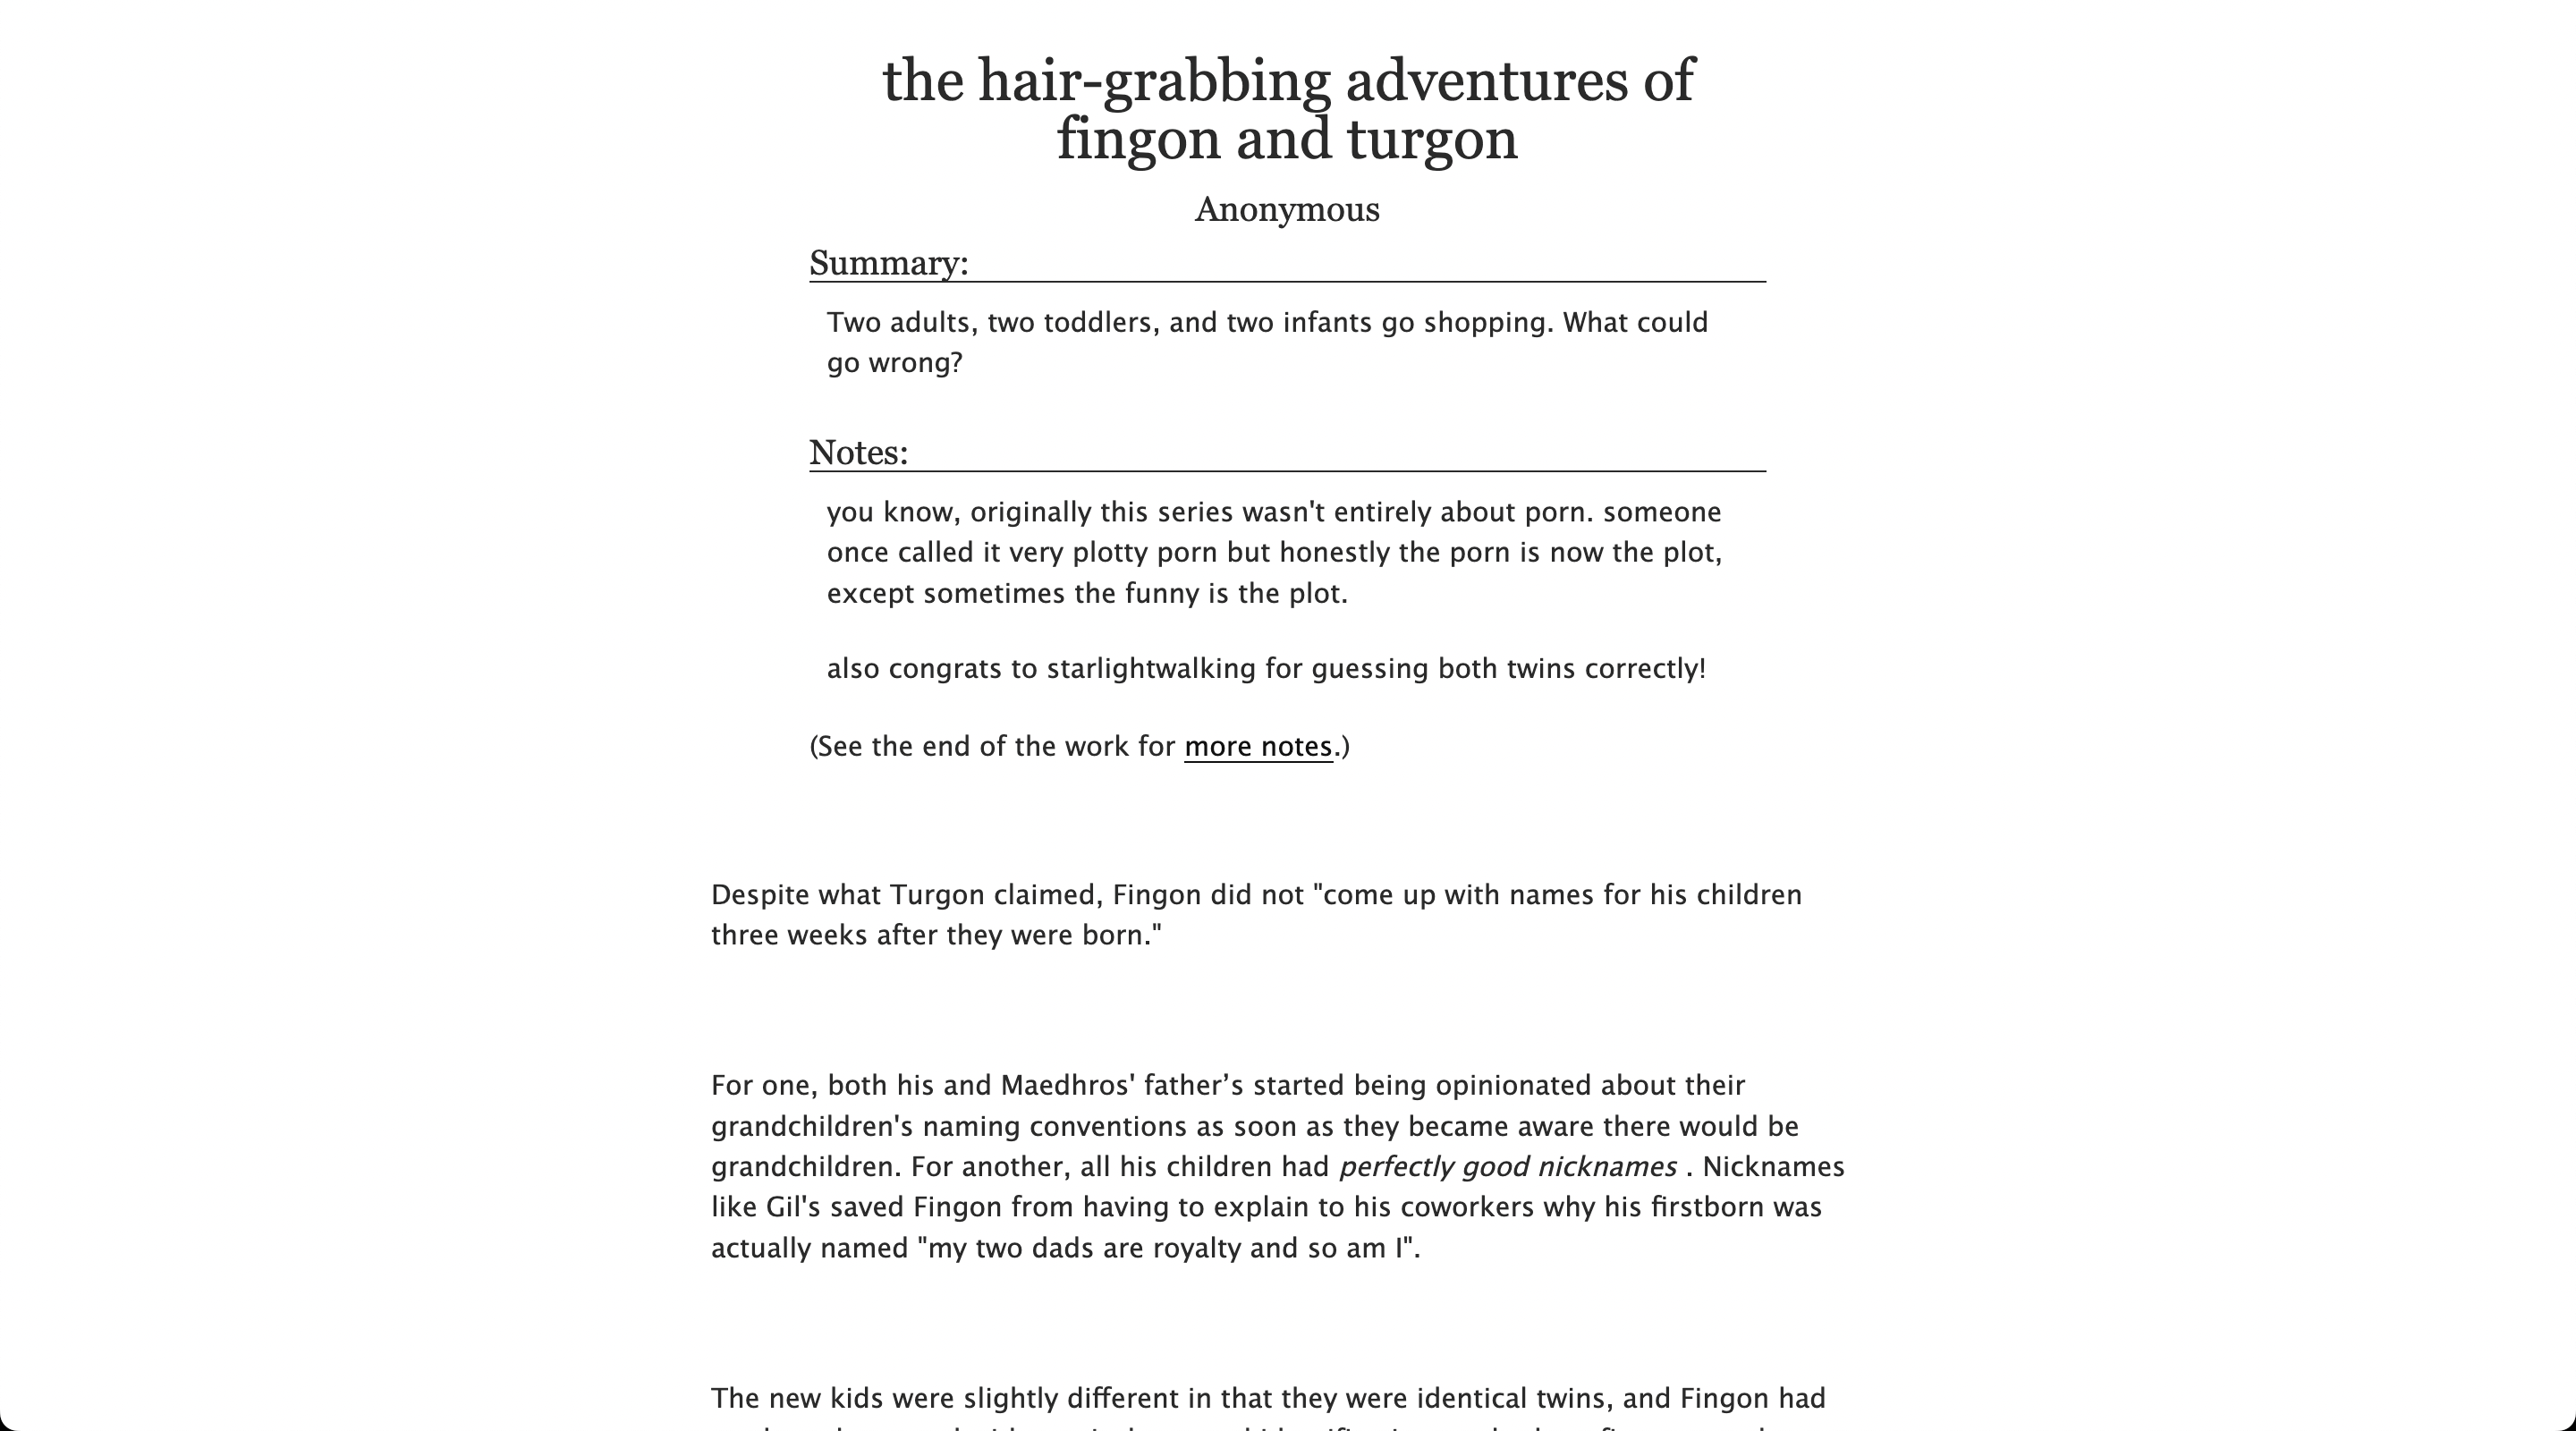 the hair-grabbing adventures of
fingon and turgon
Anonymous
Summary:
Two adults, two toddlers, and two infants go shopping. What could
go wrong?
Notes:
you know, originally this series wasn't entirely about porn. someone
once called it very plotty porn but honestly the porn is now the plot,
except sometimes the funny is the plot.
also congrats to starlightwalking for guessing both twins correctly!
(See the end of the work for more notes.)
Despite what Turgon claimed, Fingon did not "come up with names for his children
three weeks after they were born."
For one, both his and Maedhros' father’s started being opinionated about their
grandchildren's naming conventions as soon as they became aware there would be
grandchildren. For another, all his children had perfectly good nicknames . Nicknames
like Gil's saved Fingon from having to explain to his coworkers why his firstborn was
actually named "my two dads are royalty and so am I".
The new kids were slightly different in that they were identical twins, and Fingon had